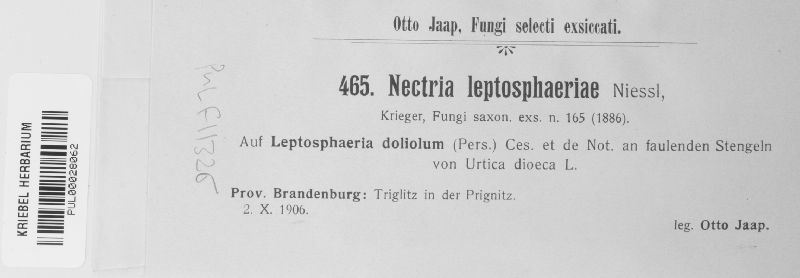 Otto Jaap, Fungi selecti exsiccati.
465. Nectria leptosphaeriae Niessl,
Krieger, Fungi saxon. exs. n. 165 (1886).
Auf Leptosphaeria doliolum (Pers.) Ces. et de Not. an faulenden Stengeln
von Urtica dioeca L.
Prov. Brandenburg: Triglitz in der Prignitz.
2. X. 1906.
leg. Otto Jaap.
PUL F11326
KRIEBEL HERBARIUM
PUL00028062